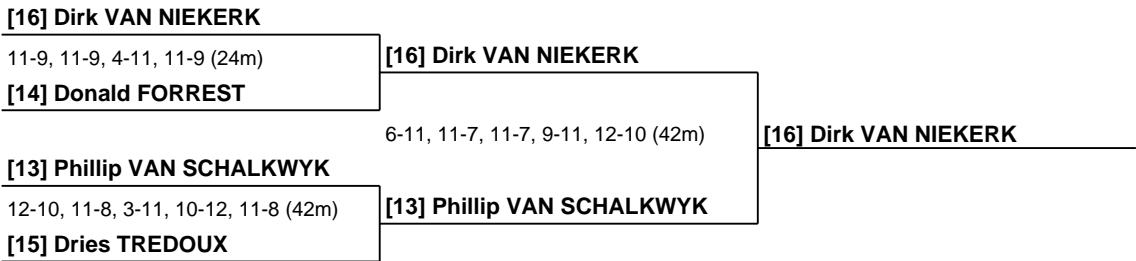 [16] Dirk VAN NIEKERK
11-9, 11-9, 4-11, 11-9 (24m)
[16] Dirk VAN NIEKERK
[14] Donald FORREST
6-11, 11-7, 11-7, 9-11, 12-10 (42m)
[16] Dirk VAN NIEKERK
[13] Phillip VAN SCHALKWYK
12-10, 11-8, 3-11, 10-12, 11-8 (42m)
[13] Phillip VAN SCHALKWYK
[15] Dries TREDOUX